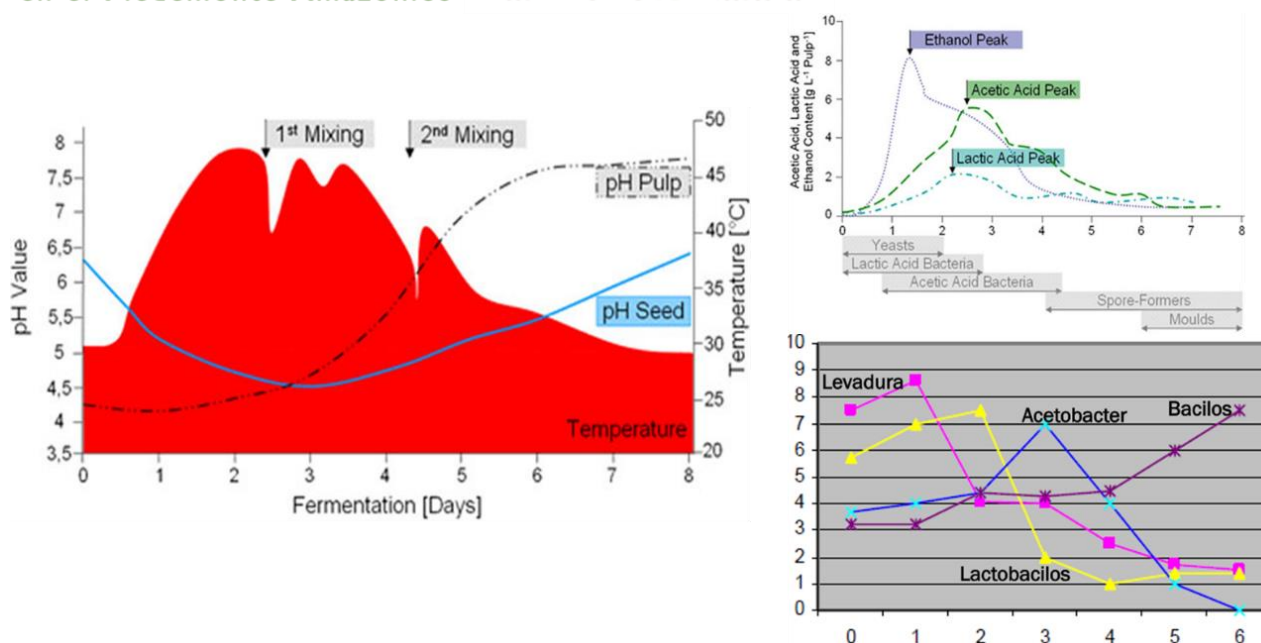 1st Mixing
2nd Mixing
pH Pulp
pH Seed
Temperature
pH Value
8
7,5
7
6,5
6
5,5
5
4,5
4
3,5
Temperature [°C]
50
45
40
35
30
25
20
0 1 2 3 4 5 6 7 8
Fermentation [Days]
Acetic Acid, Lactic Acid and
Ethanol Content [g L-1 Pulp-1]
10
8
6
4
2
0
Ethanol Peak
Acetic Acid Peak
Lactic Acid Peak
0 1 2 3 4 5 6 7 8
Yeasts
Lactic Acid Bacteria
Acetic Acid Bacteria
Spore-Formers
Moulds
10
9
8
7
6
5
4
3
2
1
0
Levadura
Acetobacter
Bacilos
Lactobacilos
0 1 2 3 4 5 6